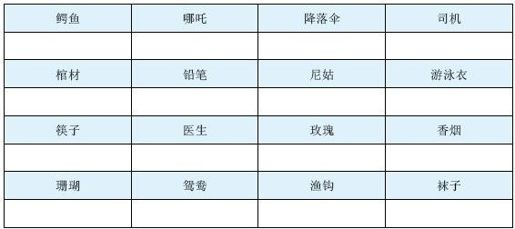 鳄鱼 哪吒 降落伞 司机
棺材 铅笔 尼姑 游泳衣
筷子 医生 玫瑰 香烟
珊瑚 鸳鸯 渔钩 袜子